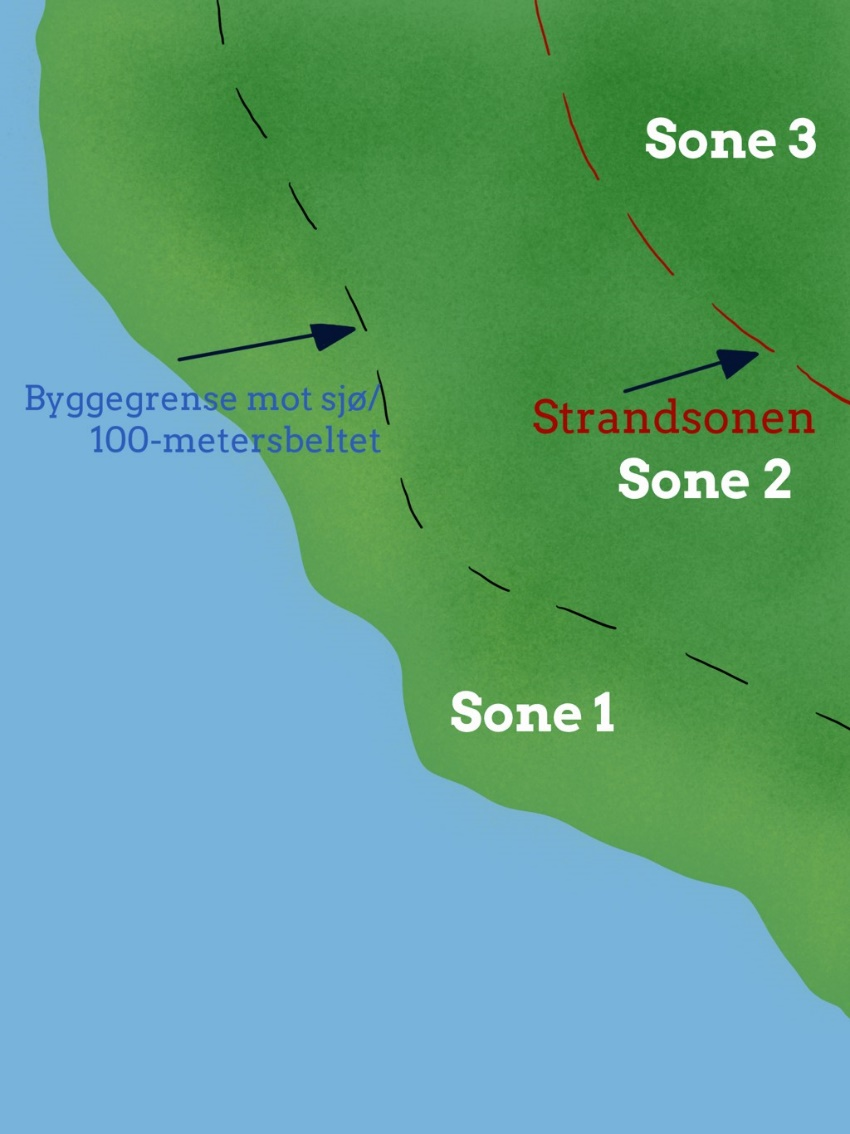 Sone 3
Byggegrense mot sjø/
100-metersbeltet
Strandsonen
Sone 2
Sone 1